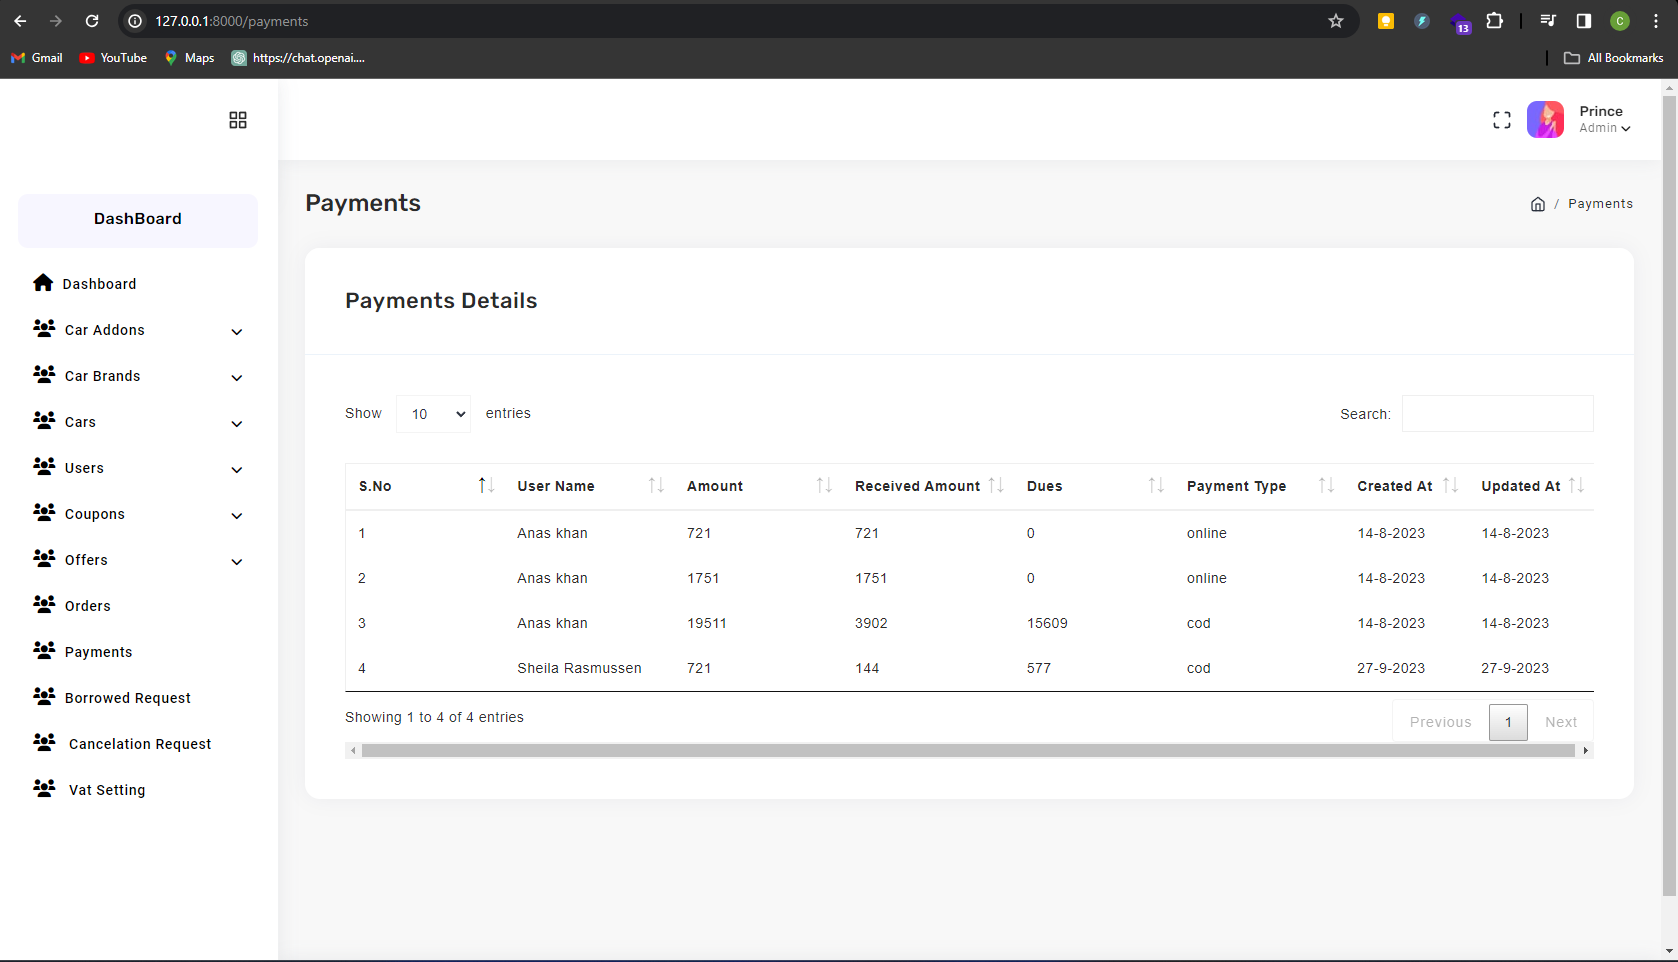 127.0.0.1:8000/payments
13
C
Gmail YouTube Maps https://chat.openai.... All Bookmarks
Prince
Admin
DashBoard
Dashboard
Car Addons
Car Brands
Cars
Users
Coupons
Offers
Orders
Payments
Borrowed Request
Cancelation Request
Vat Setting
Payments
/ Payments
Payments Details
Show 10 entries Search:
S.No User Name Amount Received Amount Dues Payment Type Created At Updated At
1 Anas khan 721 721 0 online 14-8-2023 14-8-2023
2 Anas khan 1751 1751 0 online 14-8-2023 14-8-2023
3 Anas khan 19511 3902 15609 cod 14-8-2023 14-8-2023
4 Sheila Rasmussen 721 144 577 cod 27-9-2023 27-9-2023
Showing 1 to 4 of 4 entries Previous 1 Next